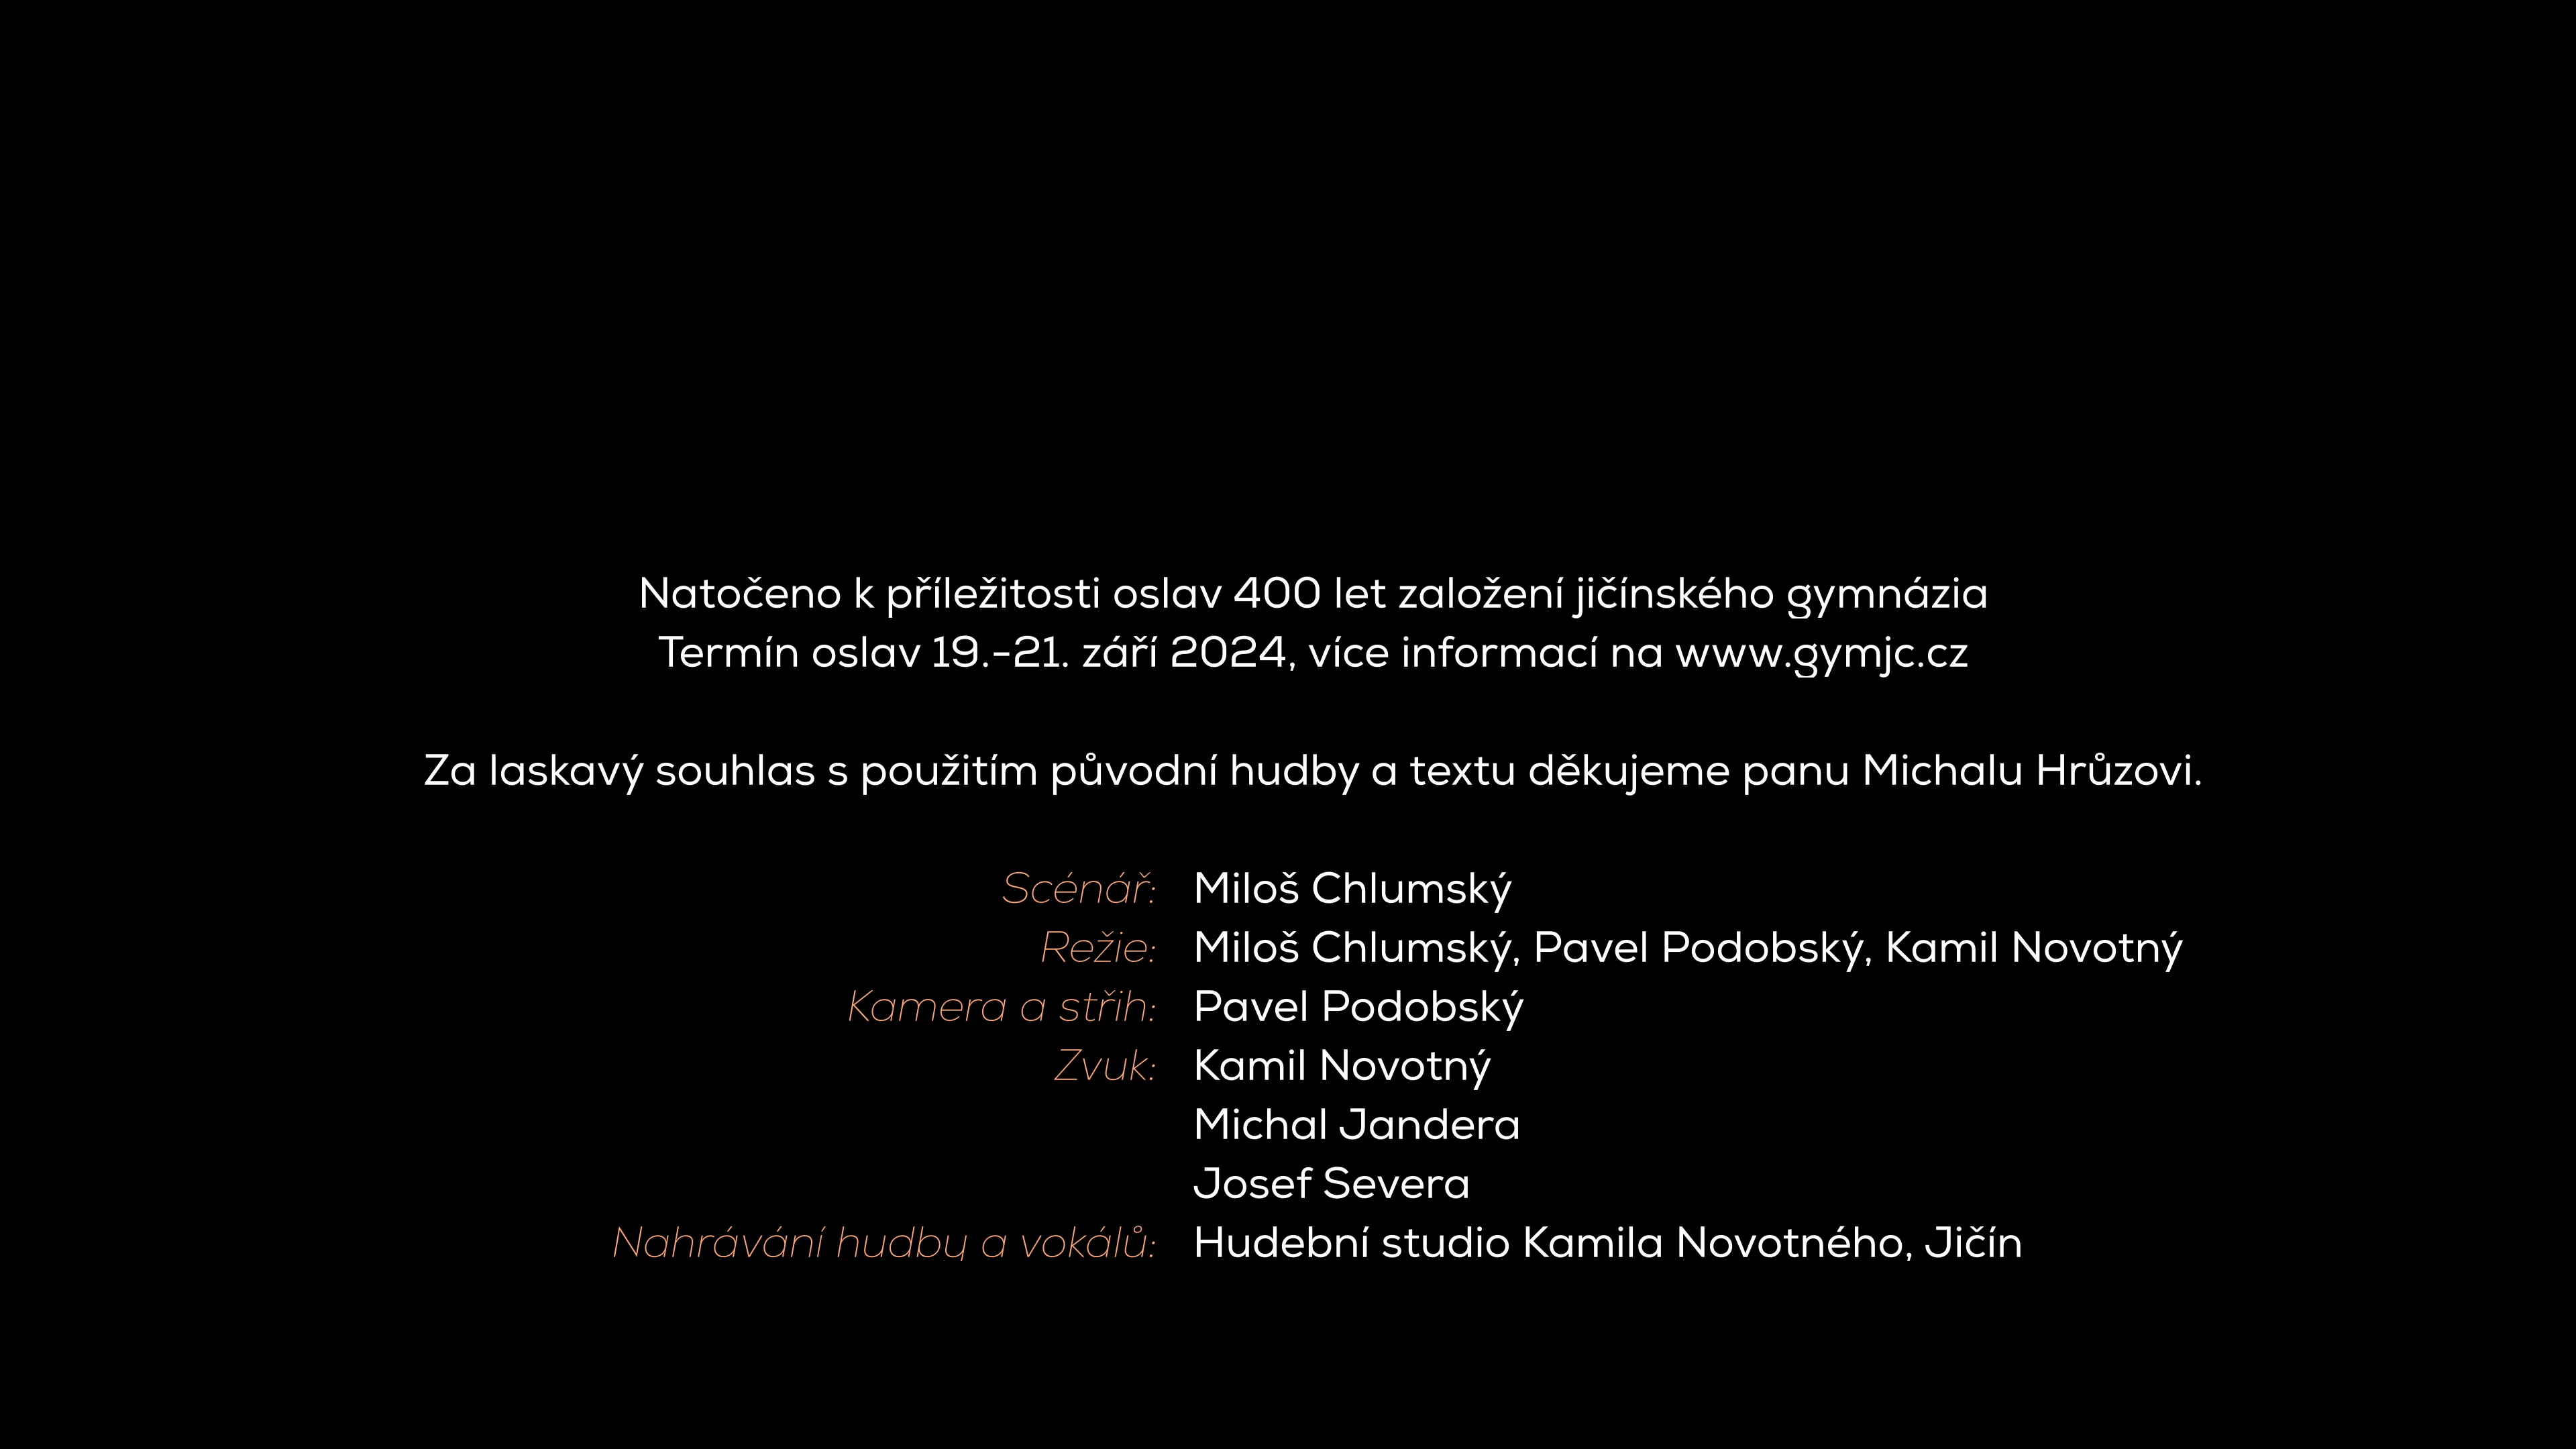 Natočeno k příležitosti oslav 400 let založení jičínského gymnázia
Termín oslav 19.-21. září 2024, více informací na www.gymjc.cz
Za laskavý souhlas s použitím původní hudby a textu děkujeme panu Michalu Hrůzovi.
Scénář: Miloš Chlumský
Režie: Miloš Chlumský, Pavel Podobský, Kamil Novotný
Kamera a střih: Pavel Podobský
Zvuk: Kamil Novotný
Michal Jandera
Josef Severa
Nahrávání hudby a vokálů: Hudební studio Kamila Novotného, Jičín